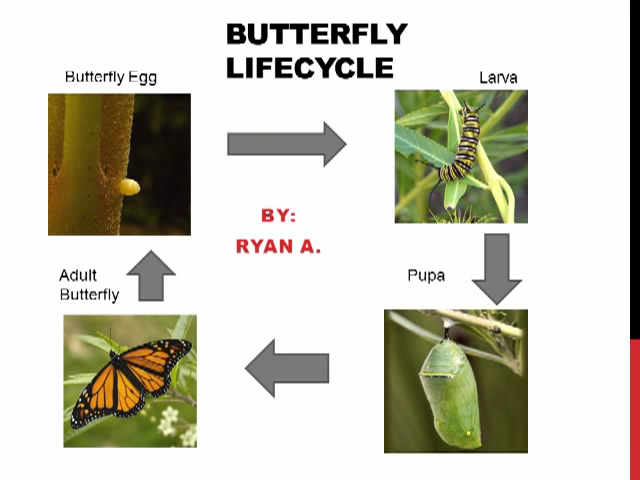 BUTTERFLY
LIFECYCLE
Butterfly Egg
Larva
BY:
RYAN A.
Adult
Butterfly
Pupa